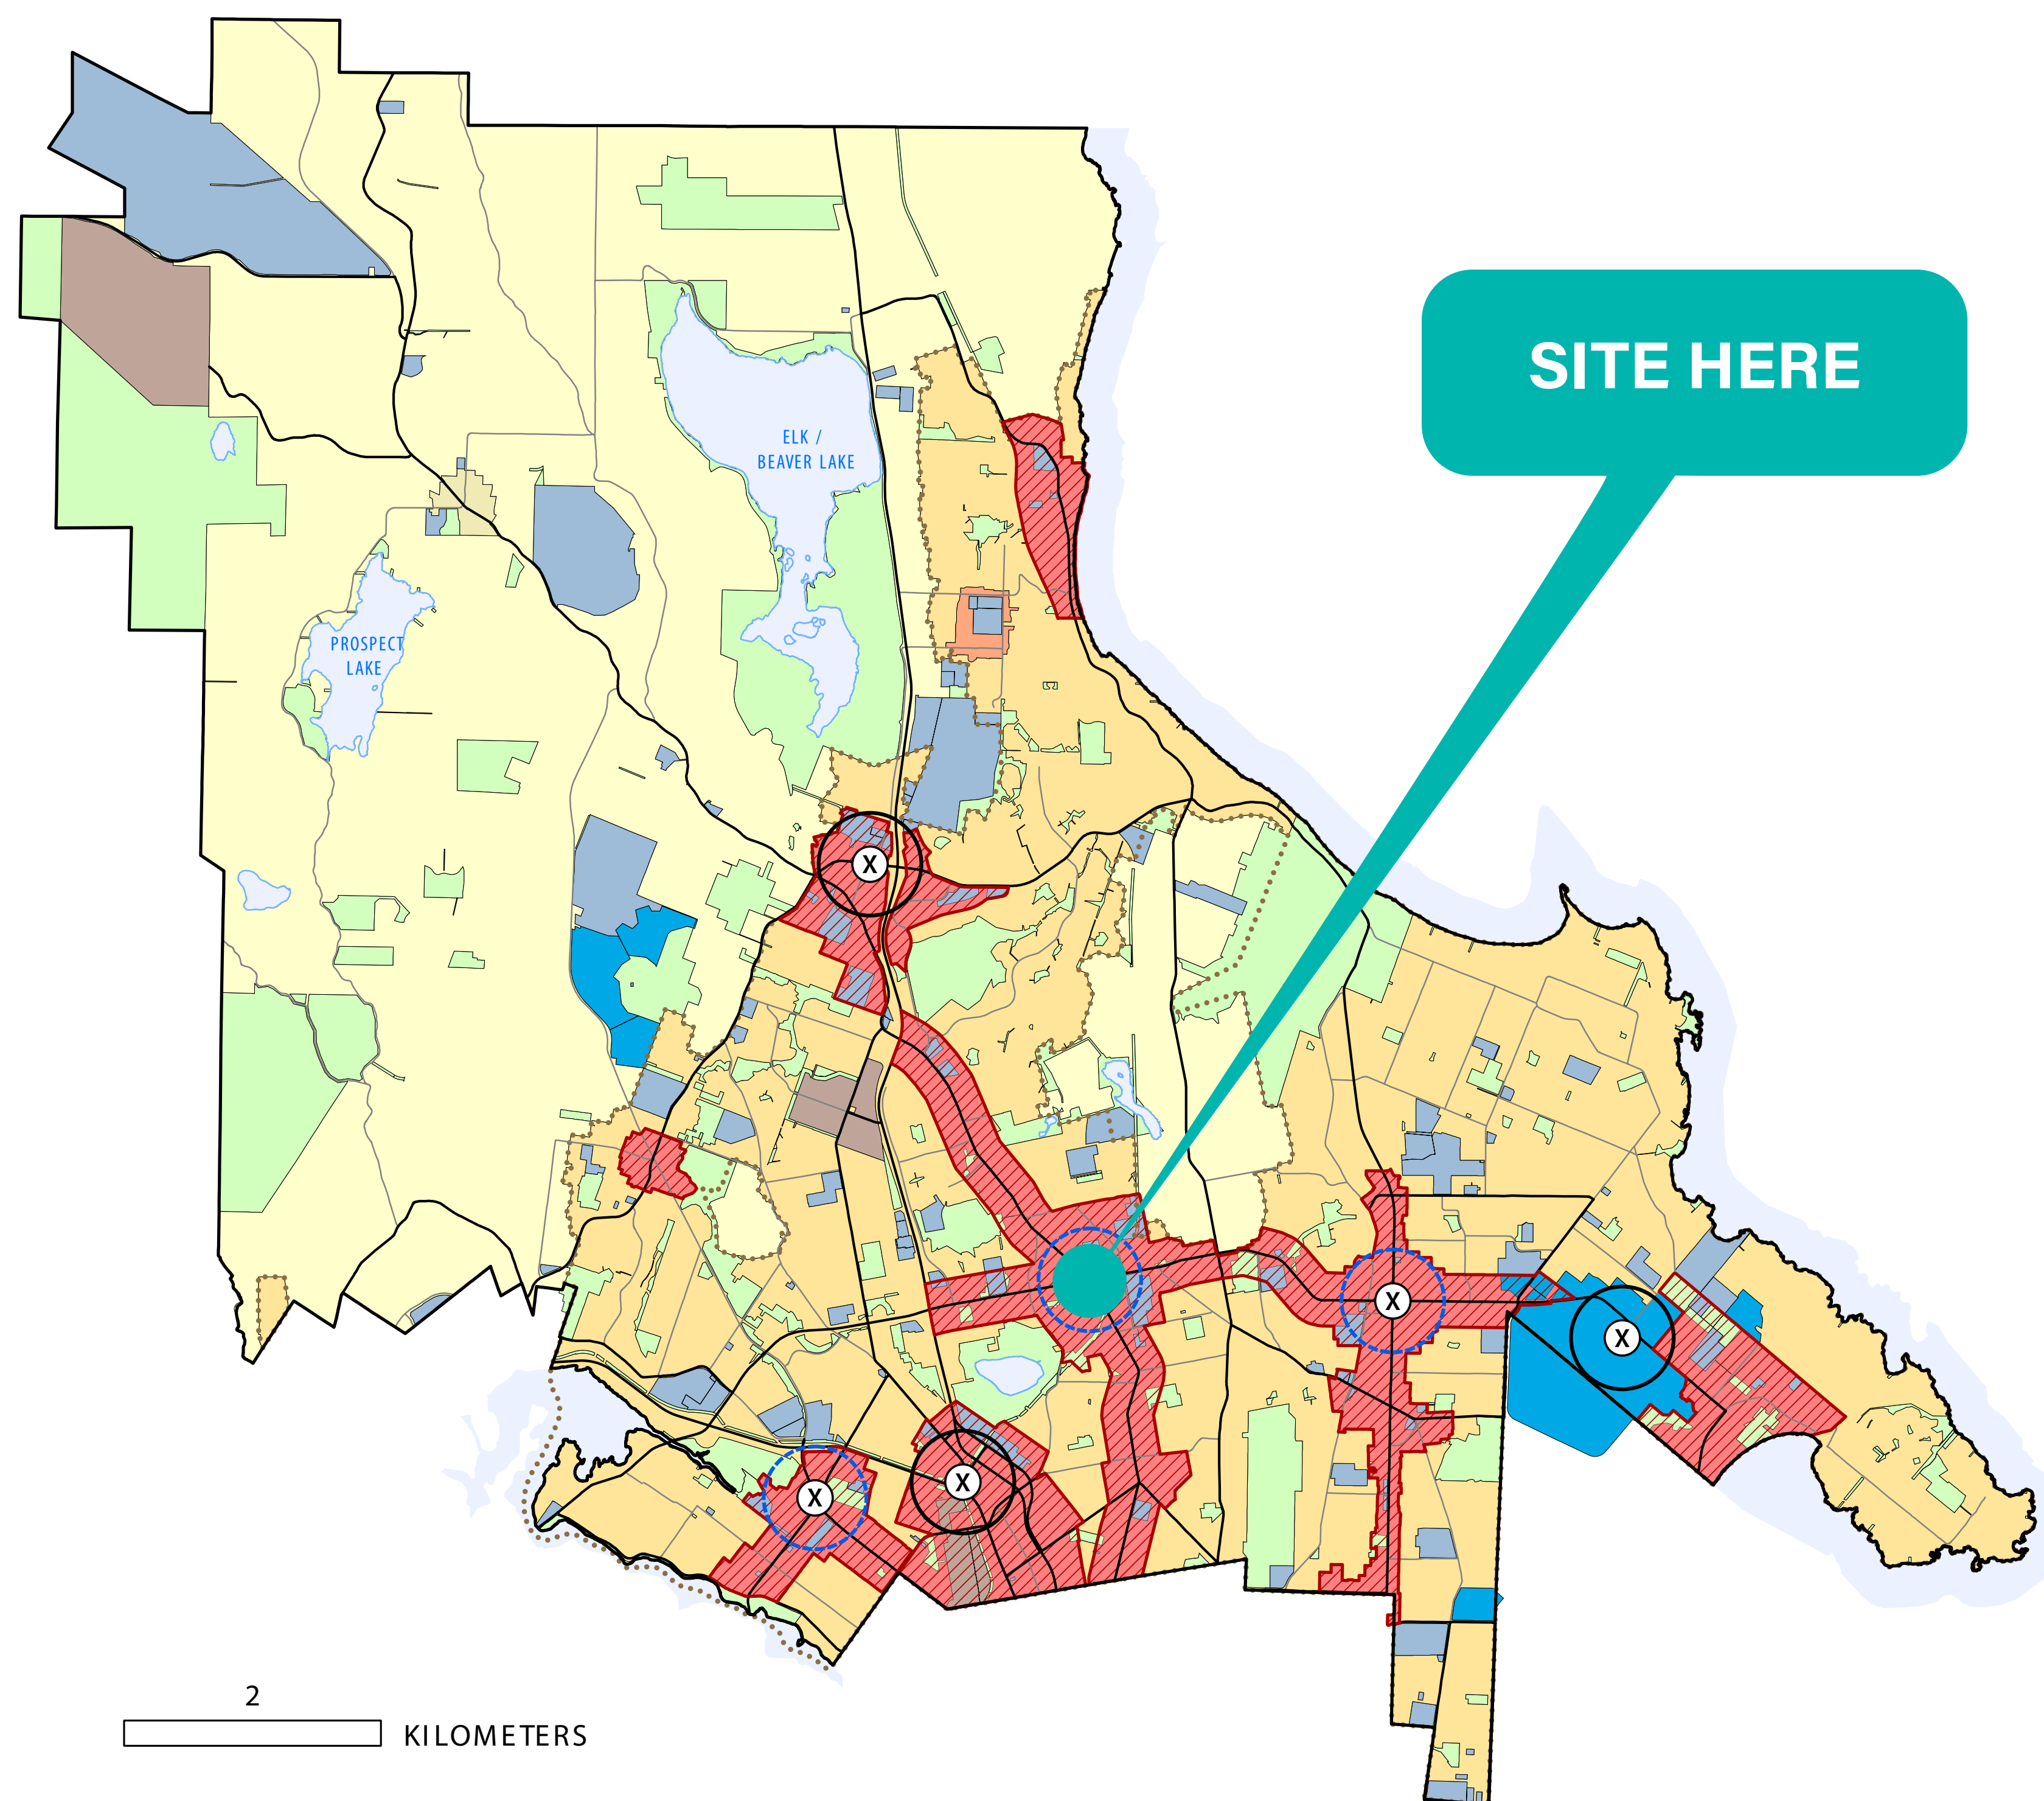 SITE HERE
ELK /
BEAVER LAKE
PROSPECT
LAKE
X
X
X
X
X
2
KILOMETERS